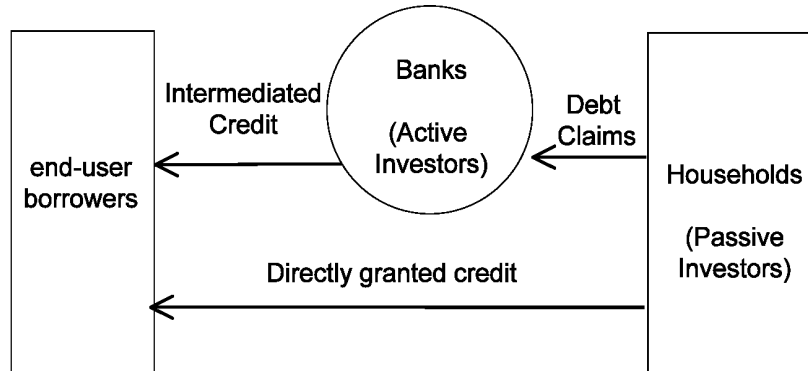 Banks
(Active
Investors)
Intermediated
Credit
Debt
Claims
end-user
borrowers
Households
(Passive
Investors)
Directly granted credit